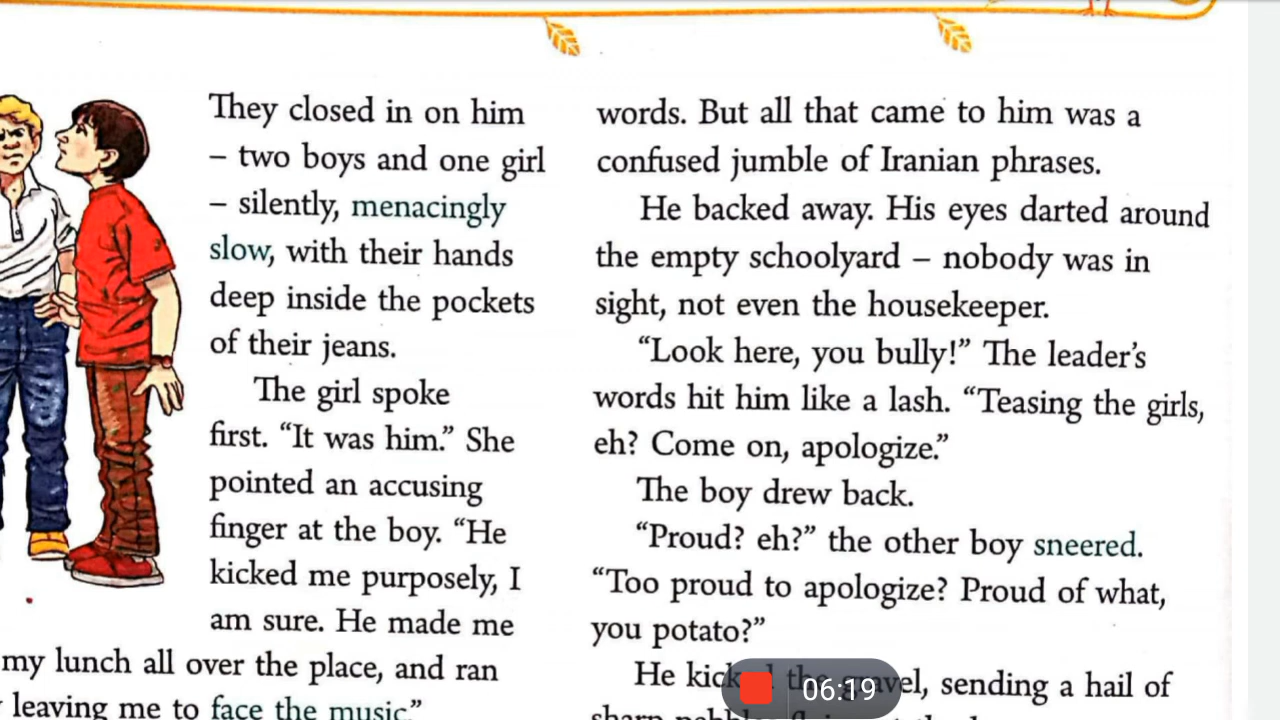 They closed in on him
– two boys and one girl
– silently, menacingly
slow, with their hands
deep inside the pockets
of their jeans.
The girl spoke
first. “It was him.” She
pointed an accusing
finger at the boy. “He
kicked me purposely, I
am sure. He made me
my lunch all over the place, and ran
leaving me to face the music.”
words. But all that came to him was a
confused jumble of Iranian phrases.
He backed away. His eyes darted around
the empty schoolyard – nobody was in
sight, not even the housekeeper.
“Look here, you bully!” The leader’s
words hit him like a lash. “Teasing the girls,
eh? Come on, apologize.”
The boy drew back.
“Proud? eh?” the other boy sneered.
“Too proud to apologize? Proud of what,
you potato?”
He the gravel, sending a hail of
06:19